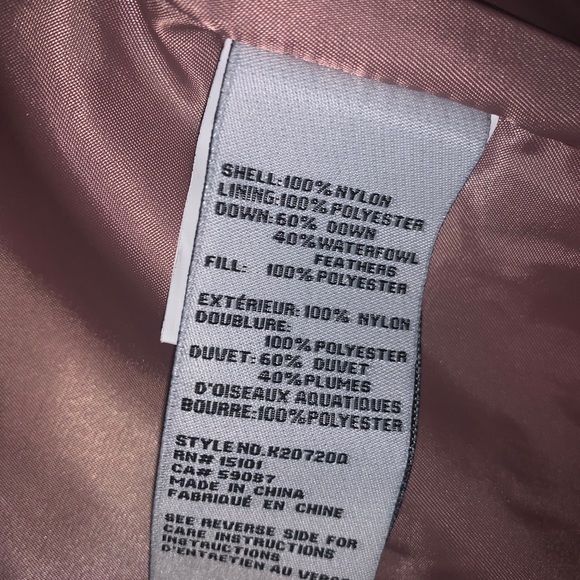 SHELL:100%NYLON
LINING:100%POLYESTER
DOWN:60% DOWN
40%WATERFOWL
FEATHERS
FILL: 100%POLYESTER
EXTÉRIEUR:100% NYLON
DOUBLURE:
100%POLYESTER
DUVET:60% DUVET
40%PLUMES
D'OISEAUX AQUATIQUES
BOURRE:100%POLYESTER
STYLE NO.K20720Q
RN# 15101
CA# 59087
MADE IN CHINA
FABRIQUÉ EN CHINE
SEE REVERSE SIDE FOR
CARE INSTRUCTIONS
INSTRUCTIONS
D'ENTRETIEN AU VERSO